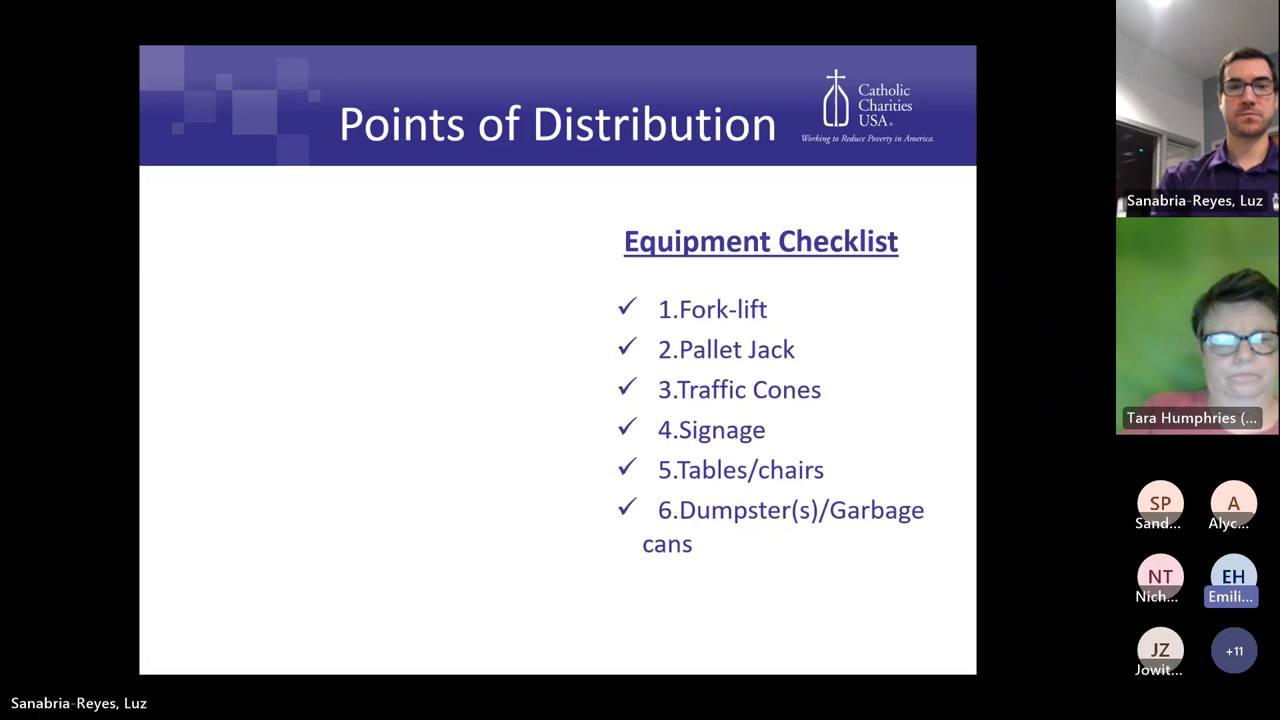 Points of Distribution
Catholic
Charities
USA®
Working to Reduce Poverty in America.
Equipment Checklist
✓ 1.Fork-lift
✓ 2.Pallet Jack
✓ 3.Traffic Cones
✓ 4.Signage
✓ 5.Tables/chairs
✓ 6.Dumpster(s)/Garbage
cans
Sanabria-Reyes, Luz
Tara Humphries (...
SP
Sand...
A
Alyc...
NT
Nich...
EH
Emili...
JZ
Jowit...
+11
Sanabria-Reyes, Luz